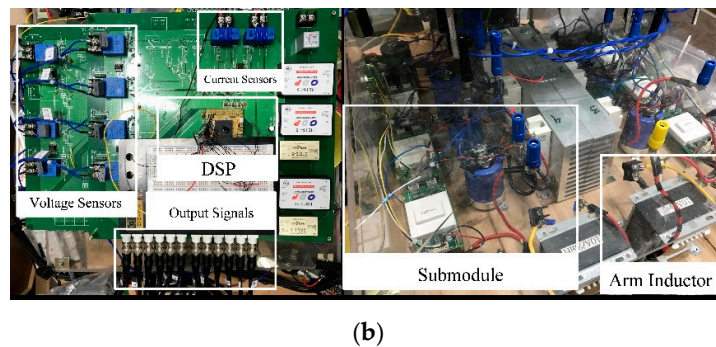 Current Sensors
DSP
Voltage Sensors
Output Signals
Submodule
Arm Inductor
(b)